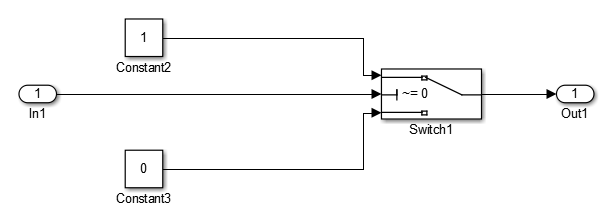 1
Constant2
1
In1
~= 0
Switch1
1
Out1
0
Constant3